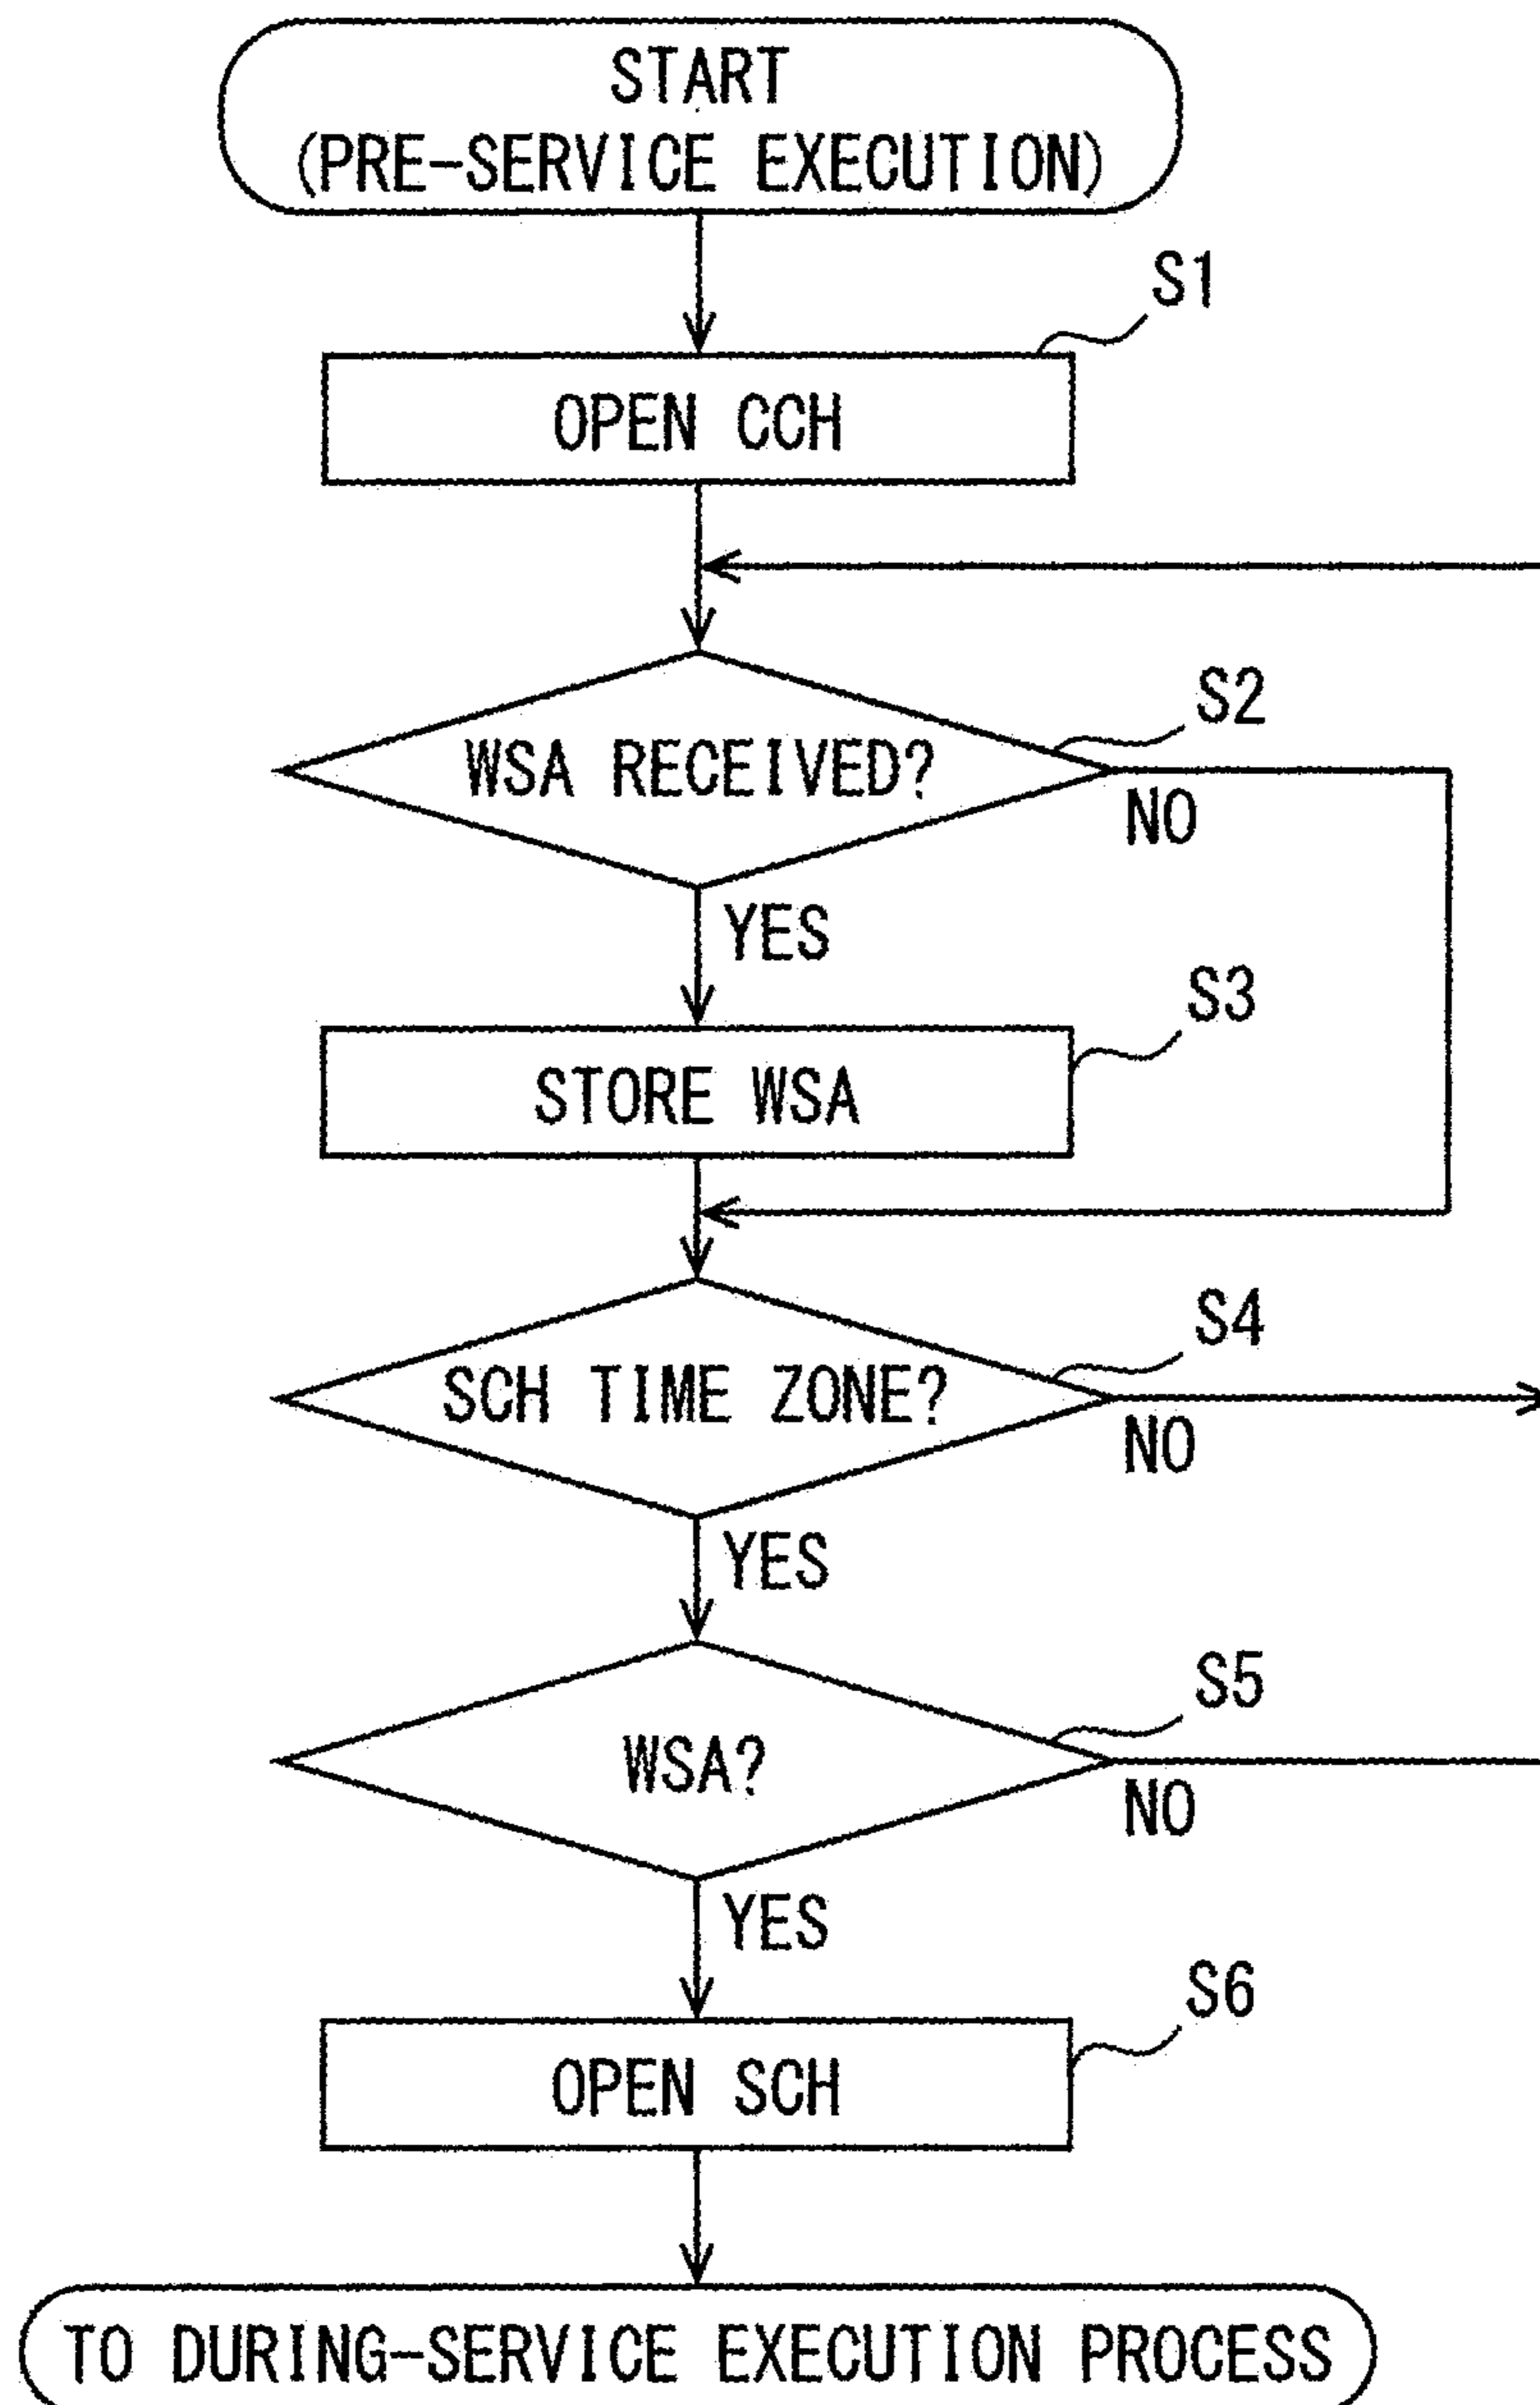 START
(PRE-SERVICE EXECUTION)
S1
OPEN CCH
S2
WSA RECEIVED?
NO
YES
S3
STORE WSA
S4
SCH TIME ZONE?
NO
YES
S5
WSA?
NO
YES
S6
OPEN SCH
TO DURING-SERVICE EXECUTION PROCESS